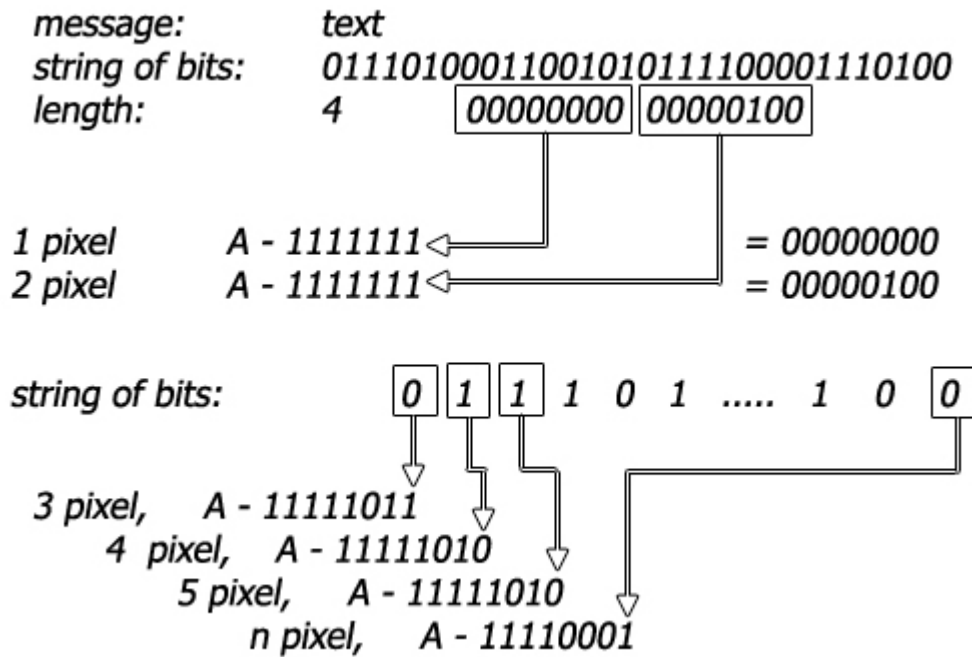 message: text
string of bits: 01110100011001010111100001110100
length: 4 00000000 00000100
1 pixel A - 1111111 = 00000000
2 pixel A - 1111111 = 00000100
string of bits: 0 1 1 1 0 1 ..... 1 0 0
3 pixel, A - 11111011
4 pixel, A - 11111010
5 pixel, A - 11111010
n pixel, A - 11110001